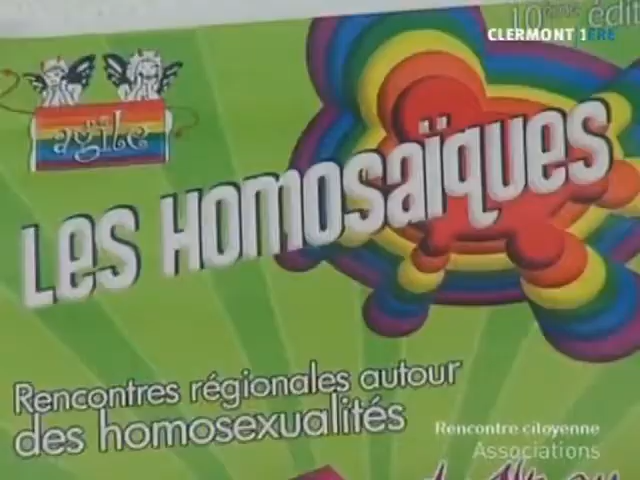 10ème édit
CLERMONT 1ERE
agile
Les Homosaïques
Rencontres régionales autour
des homosexualités
Rencontre citoyenne
Associations